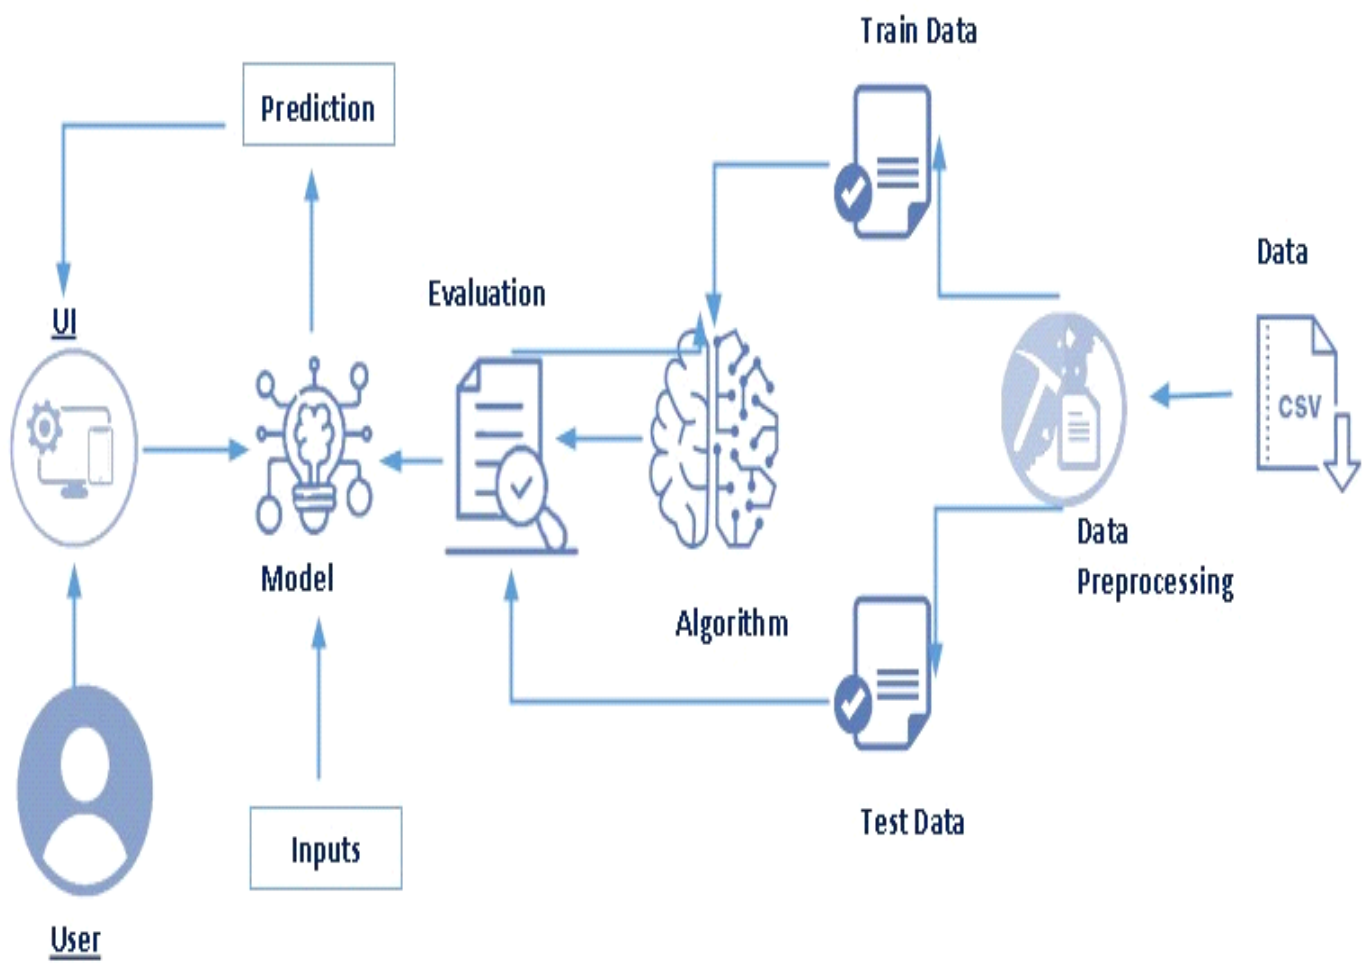 Train Data
Prediction
Data
Evaluation
UI
CSV
Data
Preprocessing
Model
Algorithm
Test Data
Inputs
User